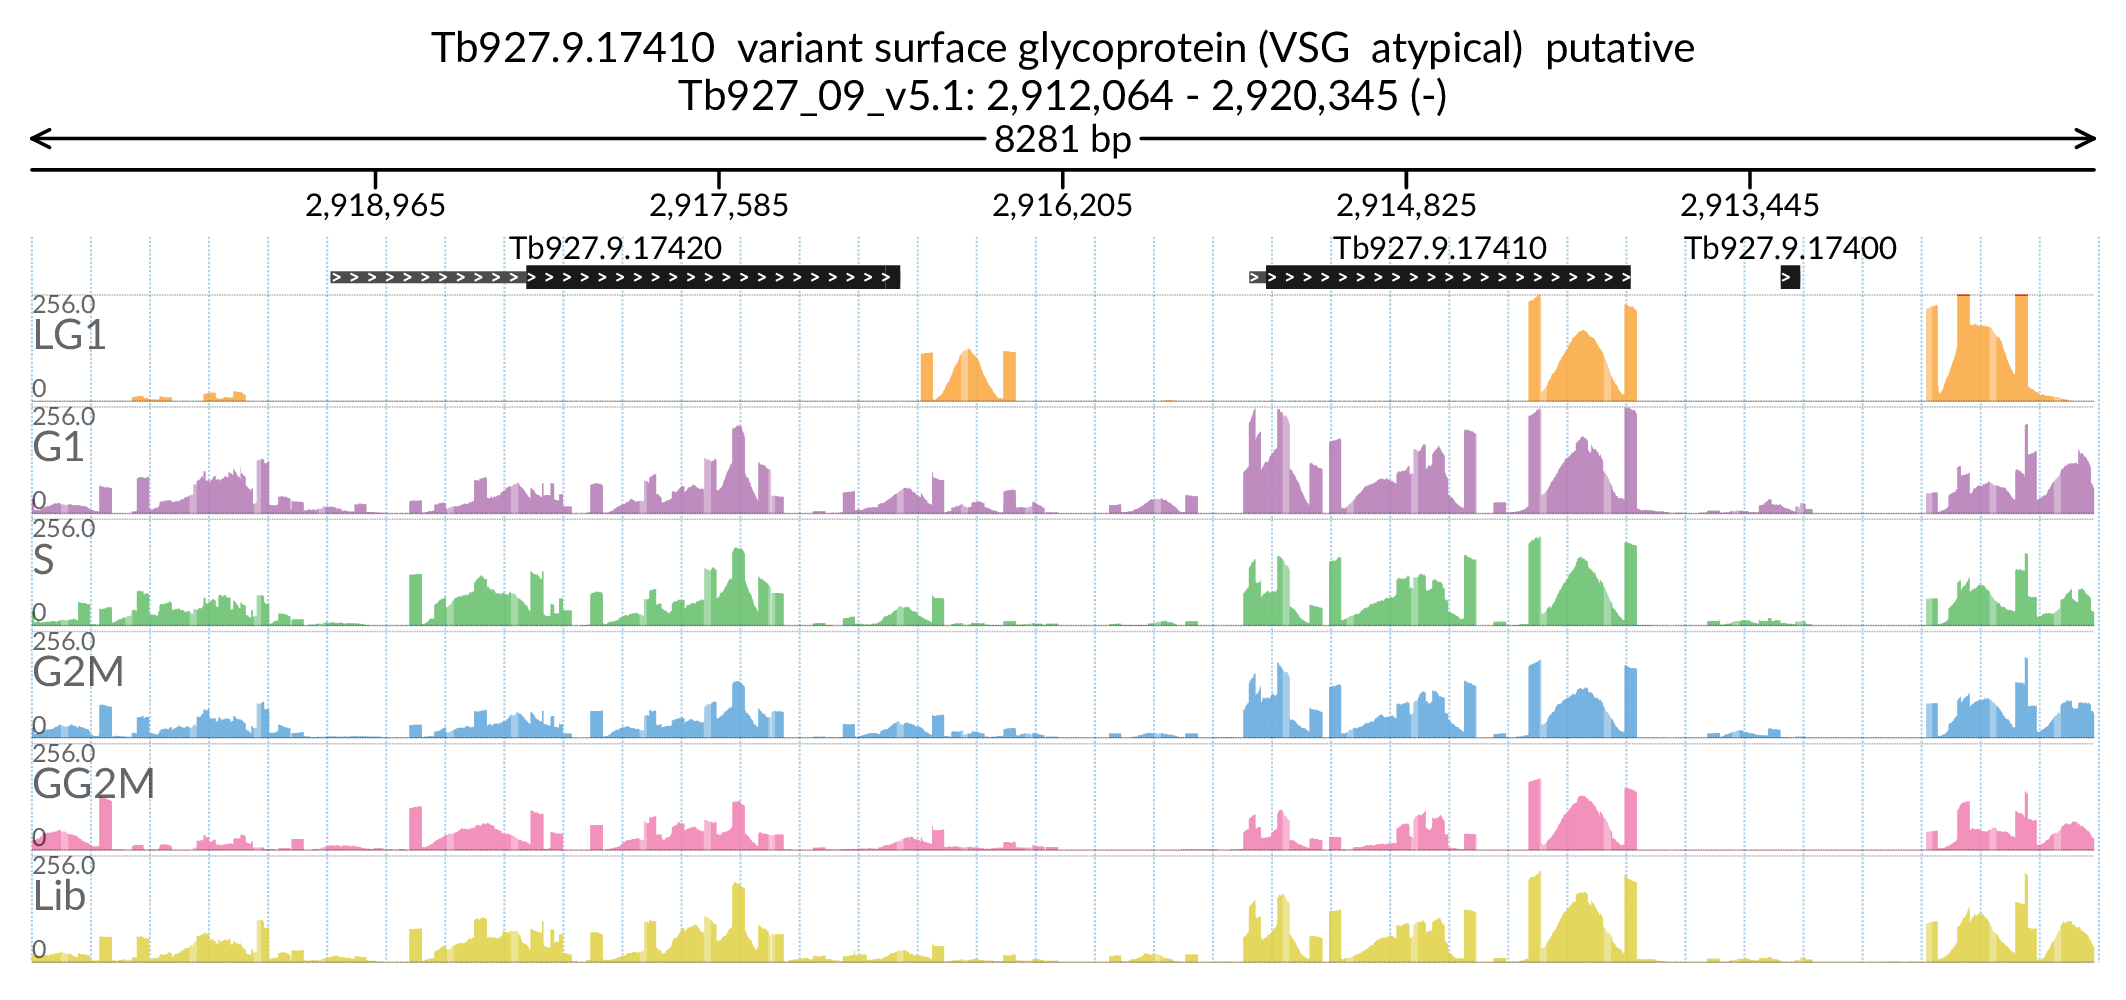 Tb927.9.17410  variant surface glycoprotein (VSG  atypical)  putative
Tb927_09_v5.1: 2,912,064 - 2,920,345 (-)
8281 bp
2,918,965 2,917,585 2,916,205 2,914,825 2,913,445
Tb927.9.17420 Tb927.9.17410 Tb927.9.17400
256.0
LG1
0
256.0
G1
0
256.0
S
0
256.0
G2M
0
256.0
GG2M
0
256.0
Lib
0